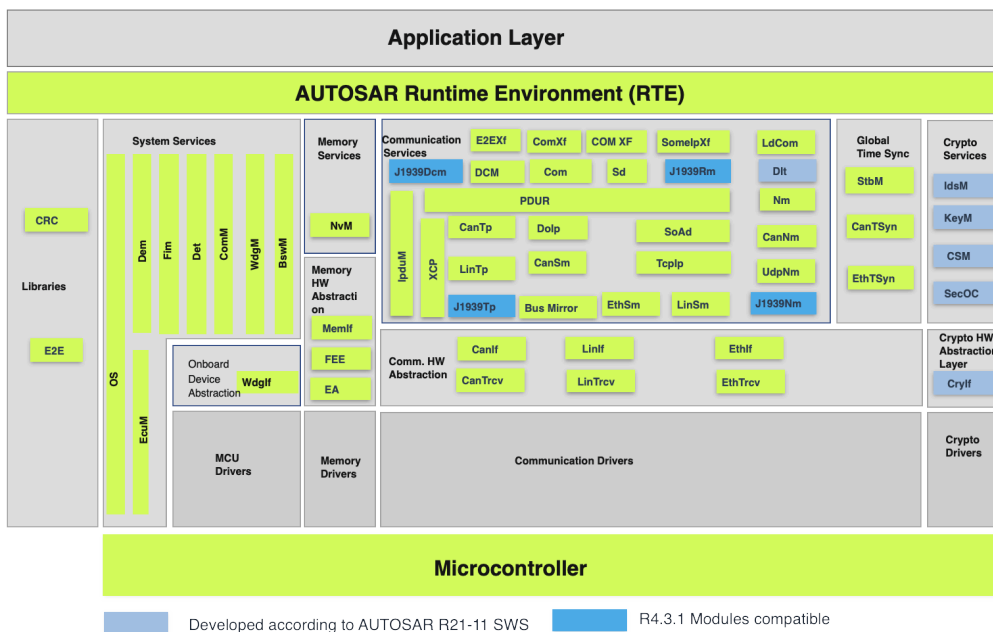 Application Layer
AUTOSAR Runtime Environment (RTE)
Libraries
CRC
E2E
System Services
OS
Dem
Fim
Det
ComM
WdgM
BswM
EcuM
Onboard
Device
Abstraction
WdgIf
MCU
Drivers
Memory
Services
NvM
Memory
HW
Abstracti
on
MemIf
FEE
EA
Memory
Drivers
Communication
Services
E2EXf
ComXf
COM XF
SomeIpXf
LdCom
J1939Dcm
DCM
Com
Sd
J1939Rm
Dlt
PDUR
Nm
IpduM
XCP
CanTp
DoIp
SoAd
CanNm
LinTp
CanSm
TcpIp
UdpNm
J1939Tp
Bus Mirror
EthSm
LinSm
J1939Nm
Comm. HW
Abstraction
CanIf
LinIf
EthIf
CanTrcv
LinTrcv
EthTrcv
Communication Drivers
Global
Time Sync
StbM
CanTSyn
EthTSyn
Crypto
Services
IdsM
KeyM
CSM
SecOC
Crypto HW
Abstraction
Layer
CryIf
Crypto
Drivers
Microcontroller
Developed according to AUTOSAR R21-11 SWS
R4.3.1 Modules compatible